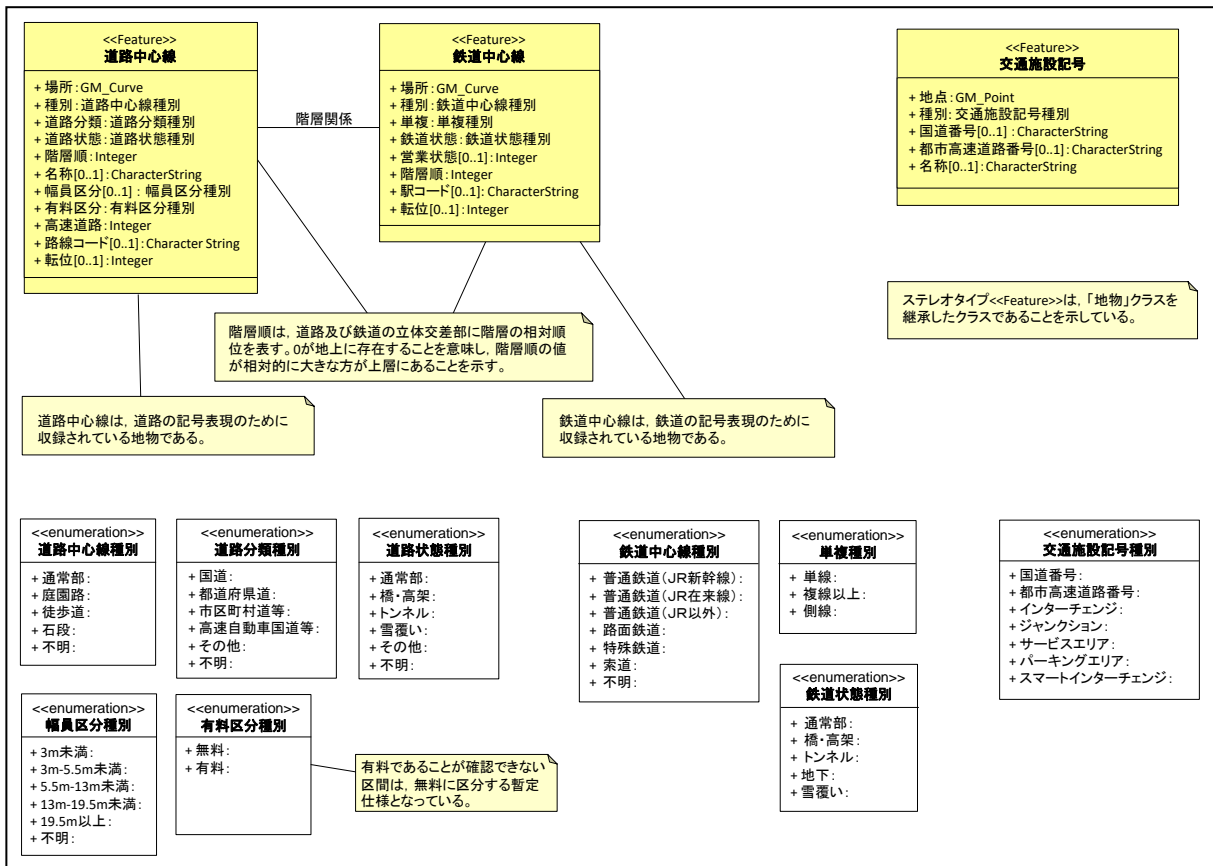 <<Feature>>
道路中心線
+ 場所:GM_Curve
+ 種別:道路中心線種別
+ 道路分類:道路分類種別
+ 道路状態:道路状態種別
+ 階層順:Integer
+ 名称[0..1]:CharacterString
+ 幅員区分[0..1]：幅員区分種別
+ 有料区分:有料区分種別
+ 高速道路:Integer
+ 路線コード[0..1]:Character String
+ 転位[0..1]:Integer
階層関係
<<Feature>>
鉄道中心線
+ 場所:GM_Curve
+ 種別:鉄道中心線種別
+ 単複:単複種別
+ 鉄道状態:鉄道状態種別
+ 営業状態[0..1]:Integer
+ 階層順:Integer
+ 駅コード[0..1]:CharacterString
+ 転位[0..1]:Integer
<<Feature>>
交通施設記号
+ 地点:GM_Point
+ 種別:交通施設記号種別
+ 国道番号[0..1]:CharacterString
+ 都市高速道路番号[0..1]:CharacterString
+ 名称[0..1]:CharacterString
ステレオタイプ<<Feature>>は，「地物」クラスを
継承したクラスであることを示している。
階層順は，道路及び鉄道の立体交差部に階層の相対順
位を表す。0が地上に存在することを意味し，階層順の値
が相対的に大きな方が上層にあることを示す。
道路中心線は，道路の記号表現のために
収録されている地物である。
鉄道中心線は，鉄道の記号表現のために
収録されている地物である。
<<enumeration>>
道路中心線種別
+ 通常部:
+ 庭園路:
+ 徒歩道:
+ 石段:
+ 不明:
<<enumeration>>
道路分類種別
+ 国道:
+ 都道府県道:
+ 市区町村道等:
+ 高速自動車国道等:
+ その他:
+ 不明:
<<enumeration>>
道路状態種別
+ 通常部:
+ 橋・高架:
+ トンネル:
+ 雪覆い:
+ その他:
+ 不明:
<<enumeration>>
鉄道中心線種別
+ 普通鉄道(JR新幹線):
+ 普通鉄道(JR在来線):
+ 普通鉄道(JR以外):
+ 路面鉄道:
+ 特殊鉄道:
+ 索道:
+ 不明:
<<enumeration>>
単複種別
+ 単線:
+ 複線以上:
+ 側線:
<<enumeration>>
交通施設記号種別
+ 国道番号:
+ 都市高速道路番号:
+ インターチェンジ:
+ ジャンクション:
+ サービスエリア:
+ パーキングエリア:
+ スマートインターチェンジ:
<<enumeration>>
幅員区分種別
+ 3m未満:
+ 3m-5.5m未満:
+ 5.5m-13m未満:
+ 13m-19.5m未満:
+ 19.5m以上:
+ 不明:
<<enumeration>>
有料区分種別
+ 無料:
+ 有料:
有料であることが確認できない
区間は，無料に区分する暫定
仕様となっている。
<<enumeration>>
鉄道状態種別
+ 通常部:
+ 橋・高架:
+ トンネル:
+ 地下:
+ 雪覆い: